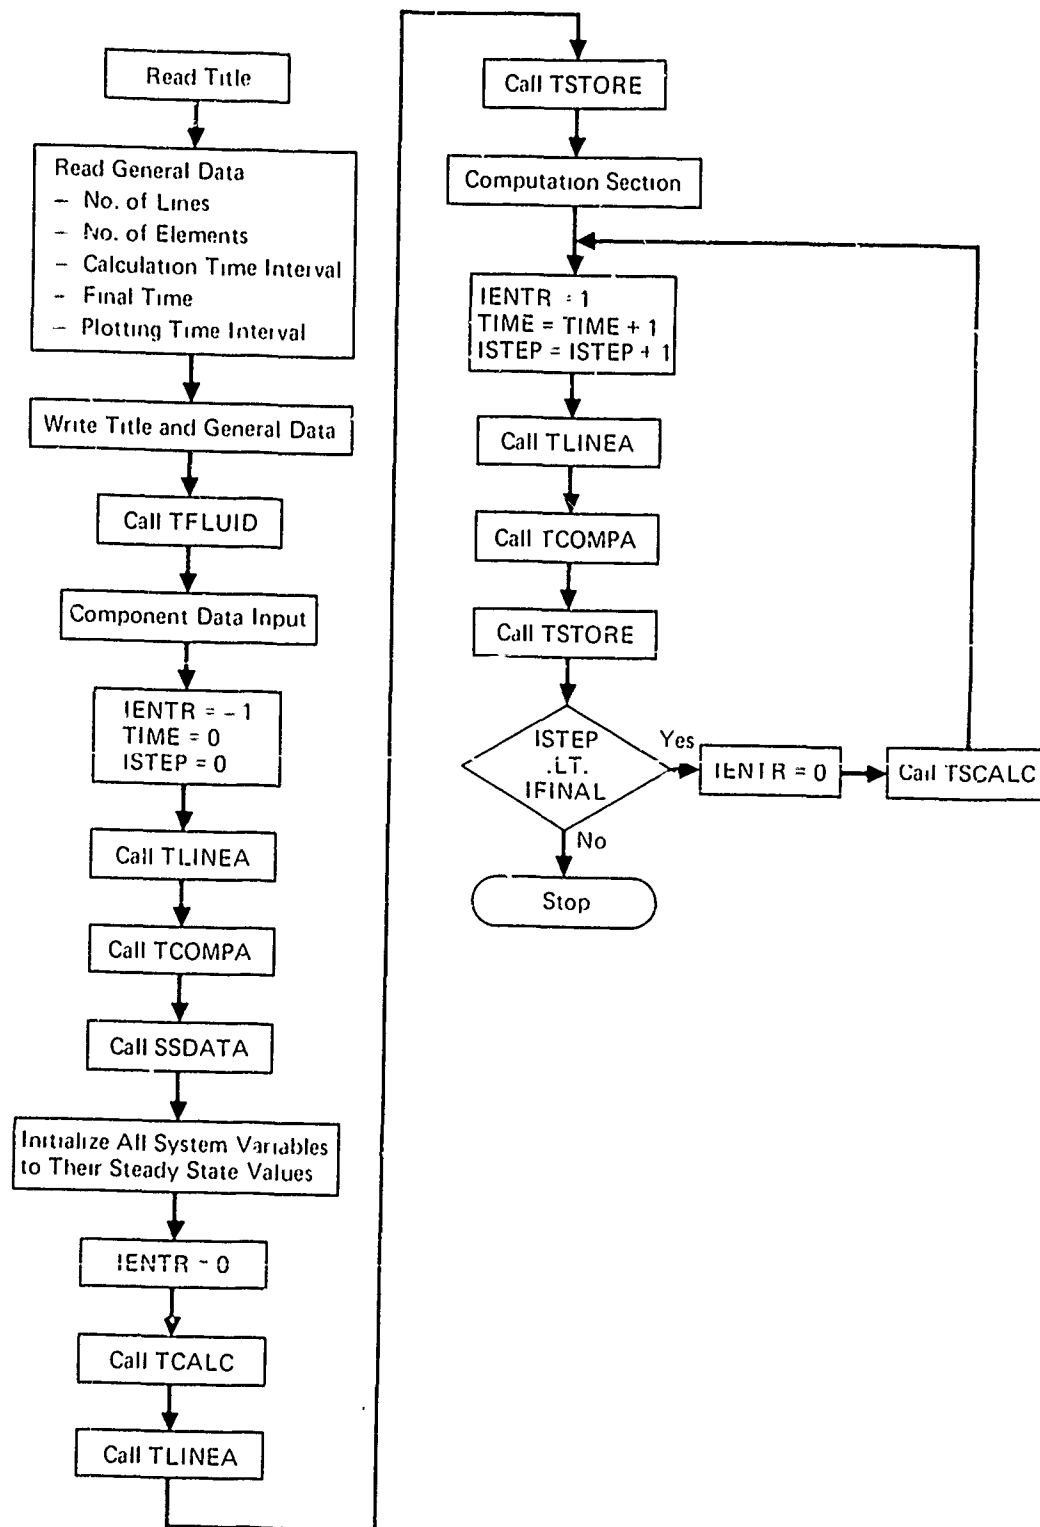 Read Title
Read General Data
– No. of Lines
– No. of Elements
– Calculation Time Interval
– Final Time
– Plotting Time Interval
Write Title and General Data
Call TFLUID
Component Data Input
IENTR = -1
TIME = 0
ISTEP = 0
Call TLINEA
Call TCOMPA
Call SSDATA
Initialize All System Variables
to Their Steady State Values
IENTR - 0
Call TCALC
Call TLINEA
Call TSTORE
Computation Section
IENTR = 1
TIME = TIME + 1
ISTEP = ISTEP + 1
Call TLINEA
Call TCOMPA
Call TSTORE
ISTEP
.LT.
IFINAL
Yes
IENTR = 0
Call TSCALC
No
Stop